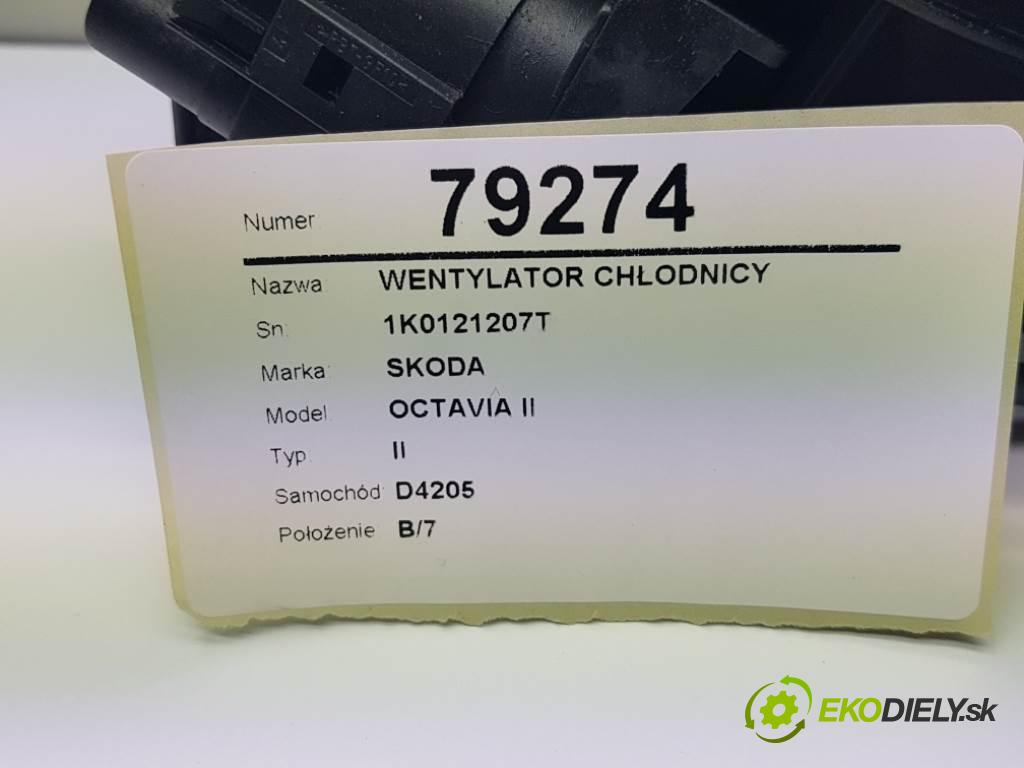 Numer 79274
Nazwa WENTYLATOR CHŁODNICY
Sn: 1K0121207T
Marka: SKODA
Model: OCTAVIA II
Typ: II
Samochód: D4205
Położenie B/7
EKODIELY.sk